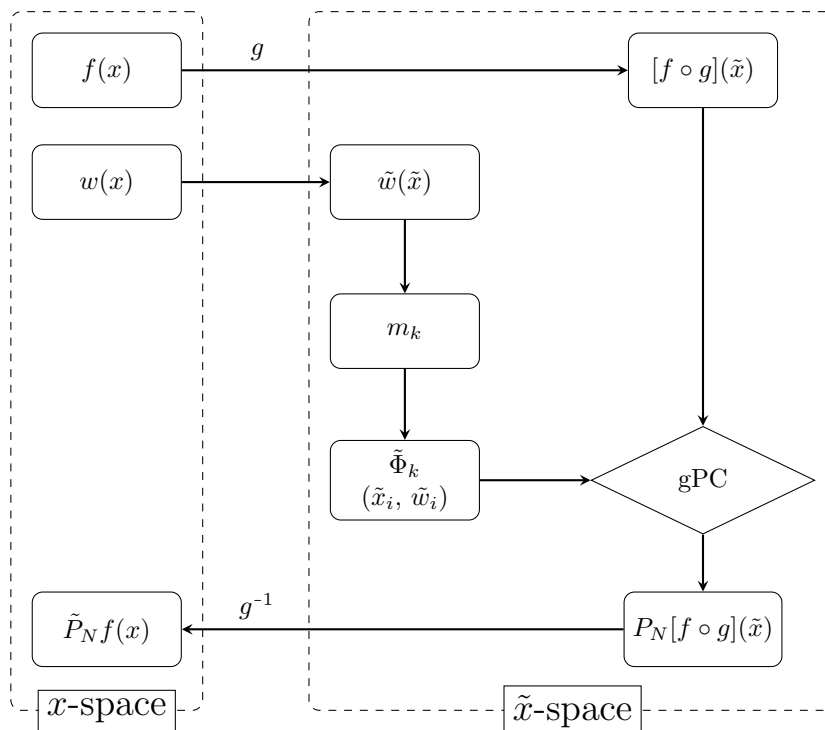 f(x)
g
[f ∘ g](x̃)
w(x)
w̃(x̃)
m_k
Φ̃_k
(x̃_i, w̃_i)
gPC
P̃_N f(x)
g^{-1}
P_N[f ∘ g](x̃)
x-space
x̃-space